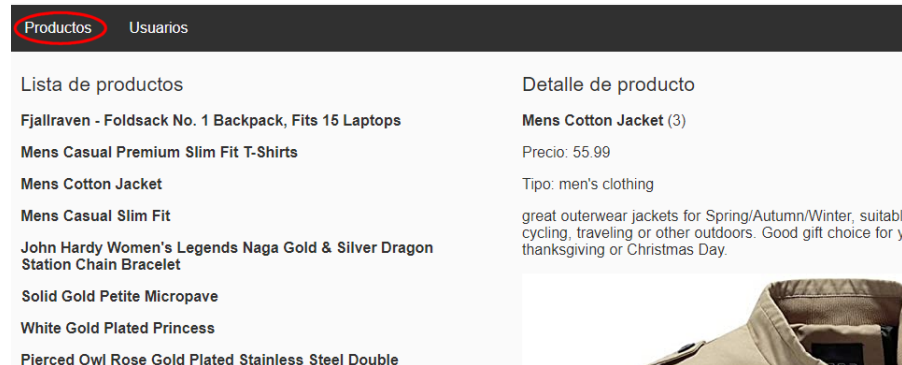 Productos Usuarios
Lista de productos
Fjallraven - Foldsack No. 1 Backpack, Fits 15 Laptops
Mens Casual Premium Slim Fit T-Shirts
Mens Cotton Jacket
Mens Casual Slim Fit
John Hardy Women's Legends Naga Gold & Silver Dragon
Station Chain Bracelet
Solid Gold Petite Micropave
White Gold Plated Princess
Pierced Owl Rose Gold Plated Stainless Steel Double
Detalle de producto
Mens Cotton Jacket (3)
Precio: 55.99
Tipo: men's clothing
great outerwear jackets for Spring/Autumn/Winter, suitabl
cycling, traveling or other outdoors. Good gift choice for y
thanksgiving or Christmas Day.